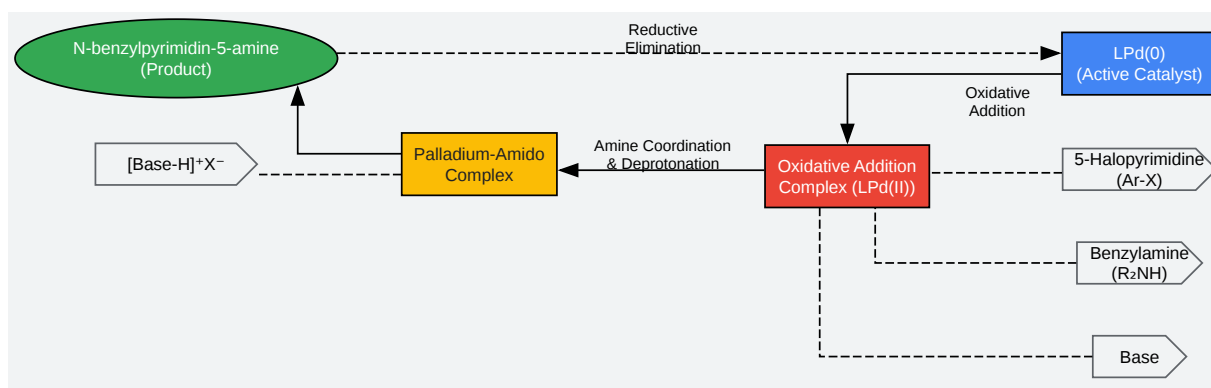 N-benzylpyrimidin-5-amine
(Product)
Reductive
Elimination
LPd(0)
(Active Catalyst)
Oxidative
Addition
[Base-H]⁺X⁻
Palladium-Amido
Complex
Amine Coordination
& Deprotonation
Oxidative Addition
Complex (LPd(II))
5-Halopyrimidine
(Ar-X)
Benzylamine
(R₂NH)
Base